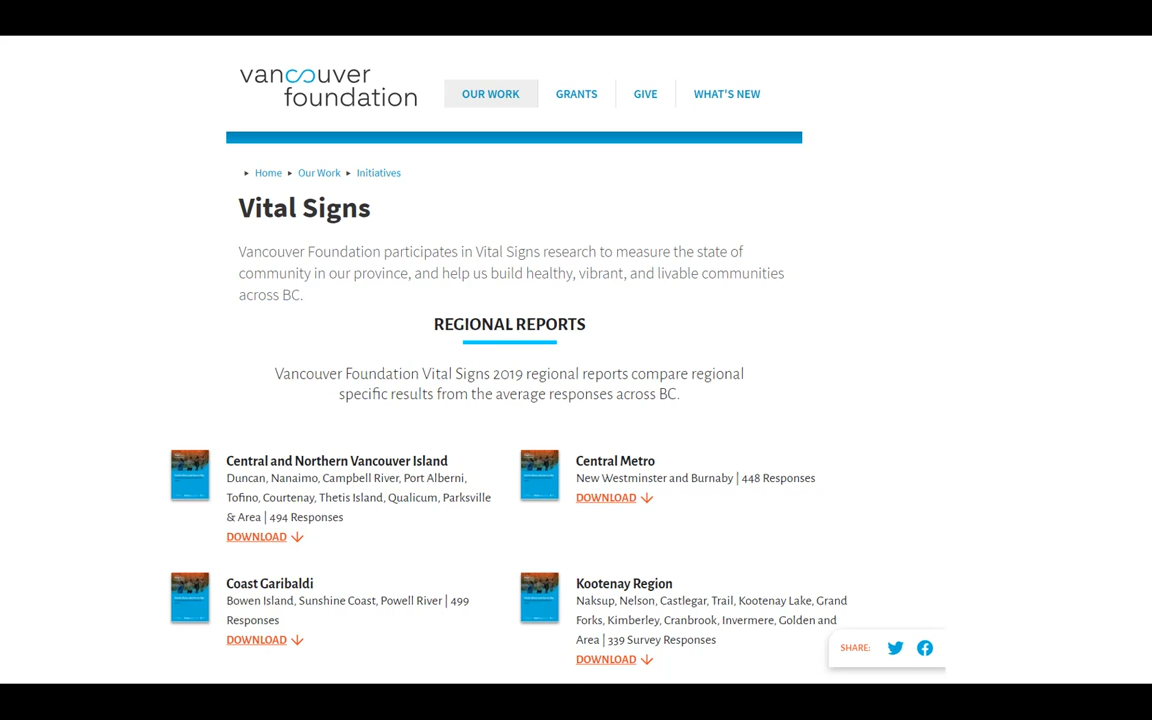 vancouver
foundation
OUR WORK
GRANTS
GIVE
WHAT'S NEW
Home
Our Work
Initiatives
Vital Signs
Vancouver Foundation participates in Vital Signs research to measure the state of
community in our province, and help us build healthy, vibrant, and livable communities
across BC.
REGIONAL REPORTS
Vancouver Foundation Vital Signs 2019 regional reports compare regional
specific results from the average responses across BC.
Central and Northern Vancouver Island
Duncan, Nanaimo, Campbell River, Port Alberni,
Tofino, Courtenay, Thetis Island, Qualicum, Parksville
& Area | 494 Responses
DOWNLOAD
Central Metro
New Westminster and Burnaby | 448 Responses
DOWNLOAD
Coast Garibaldi
Bowen Island, Sunshine Coast, Powell River | 499
Responses
DOWNLOAD
Kootenay Region
Naksup, Nelson, Castlegar, Trail, Kootenay Lake, Grand
Forks, Kimberley, Cranbrook, Invermere, Golden and
Area | 339 Survey Responses
DOWNLOAD
SHARE: